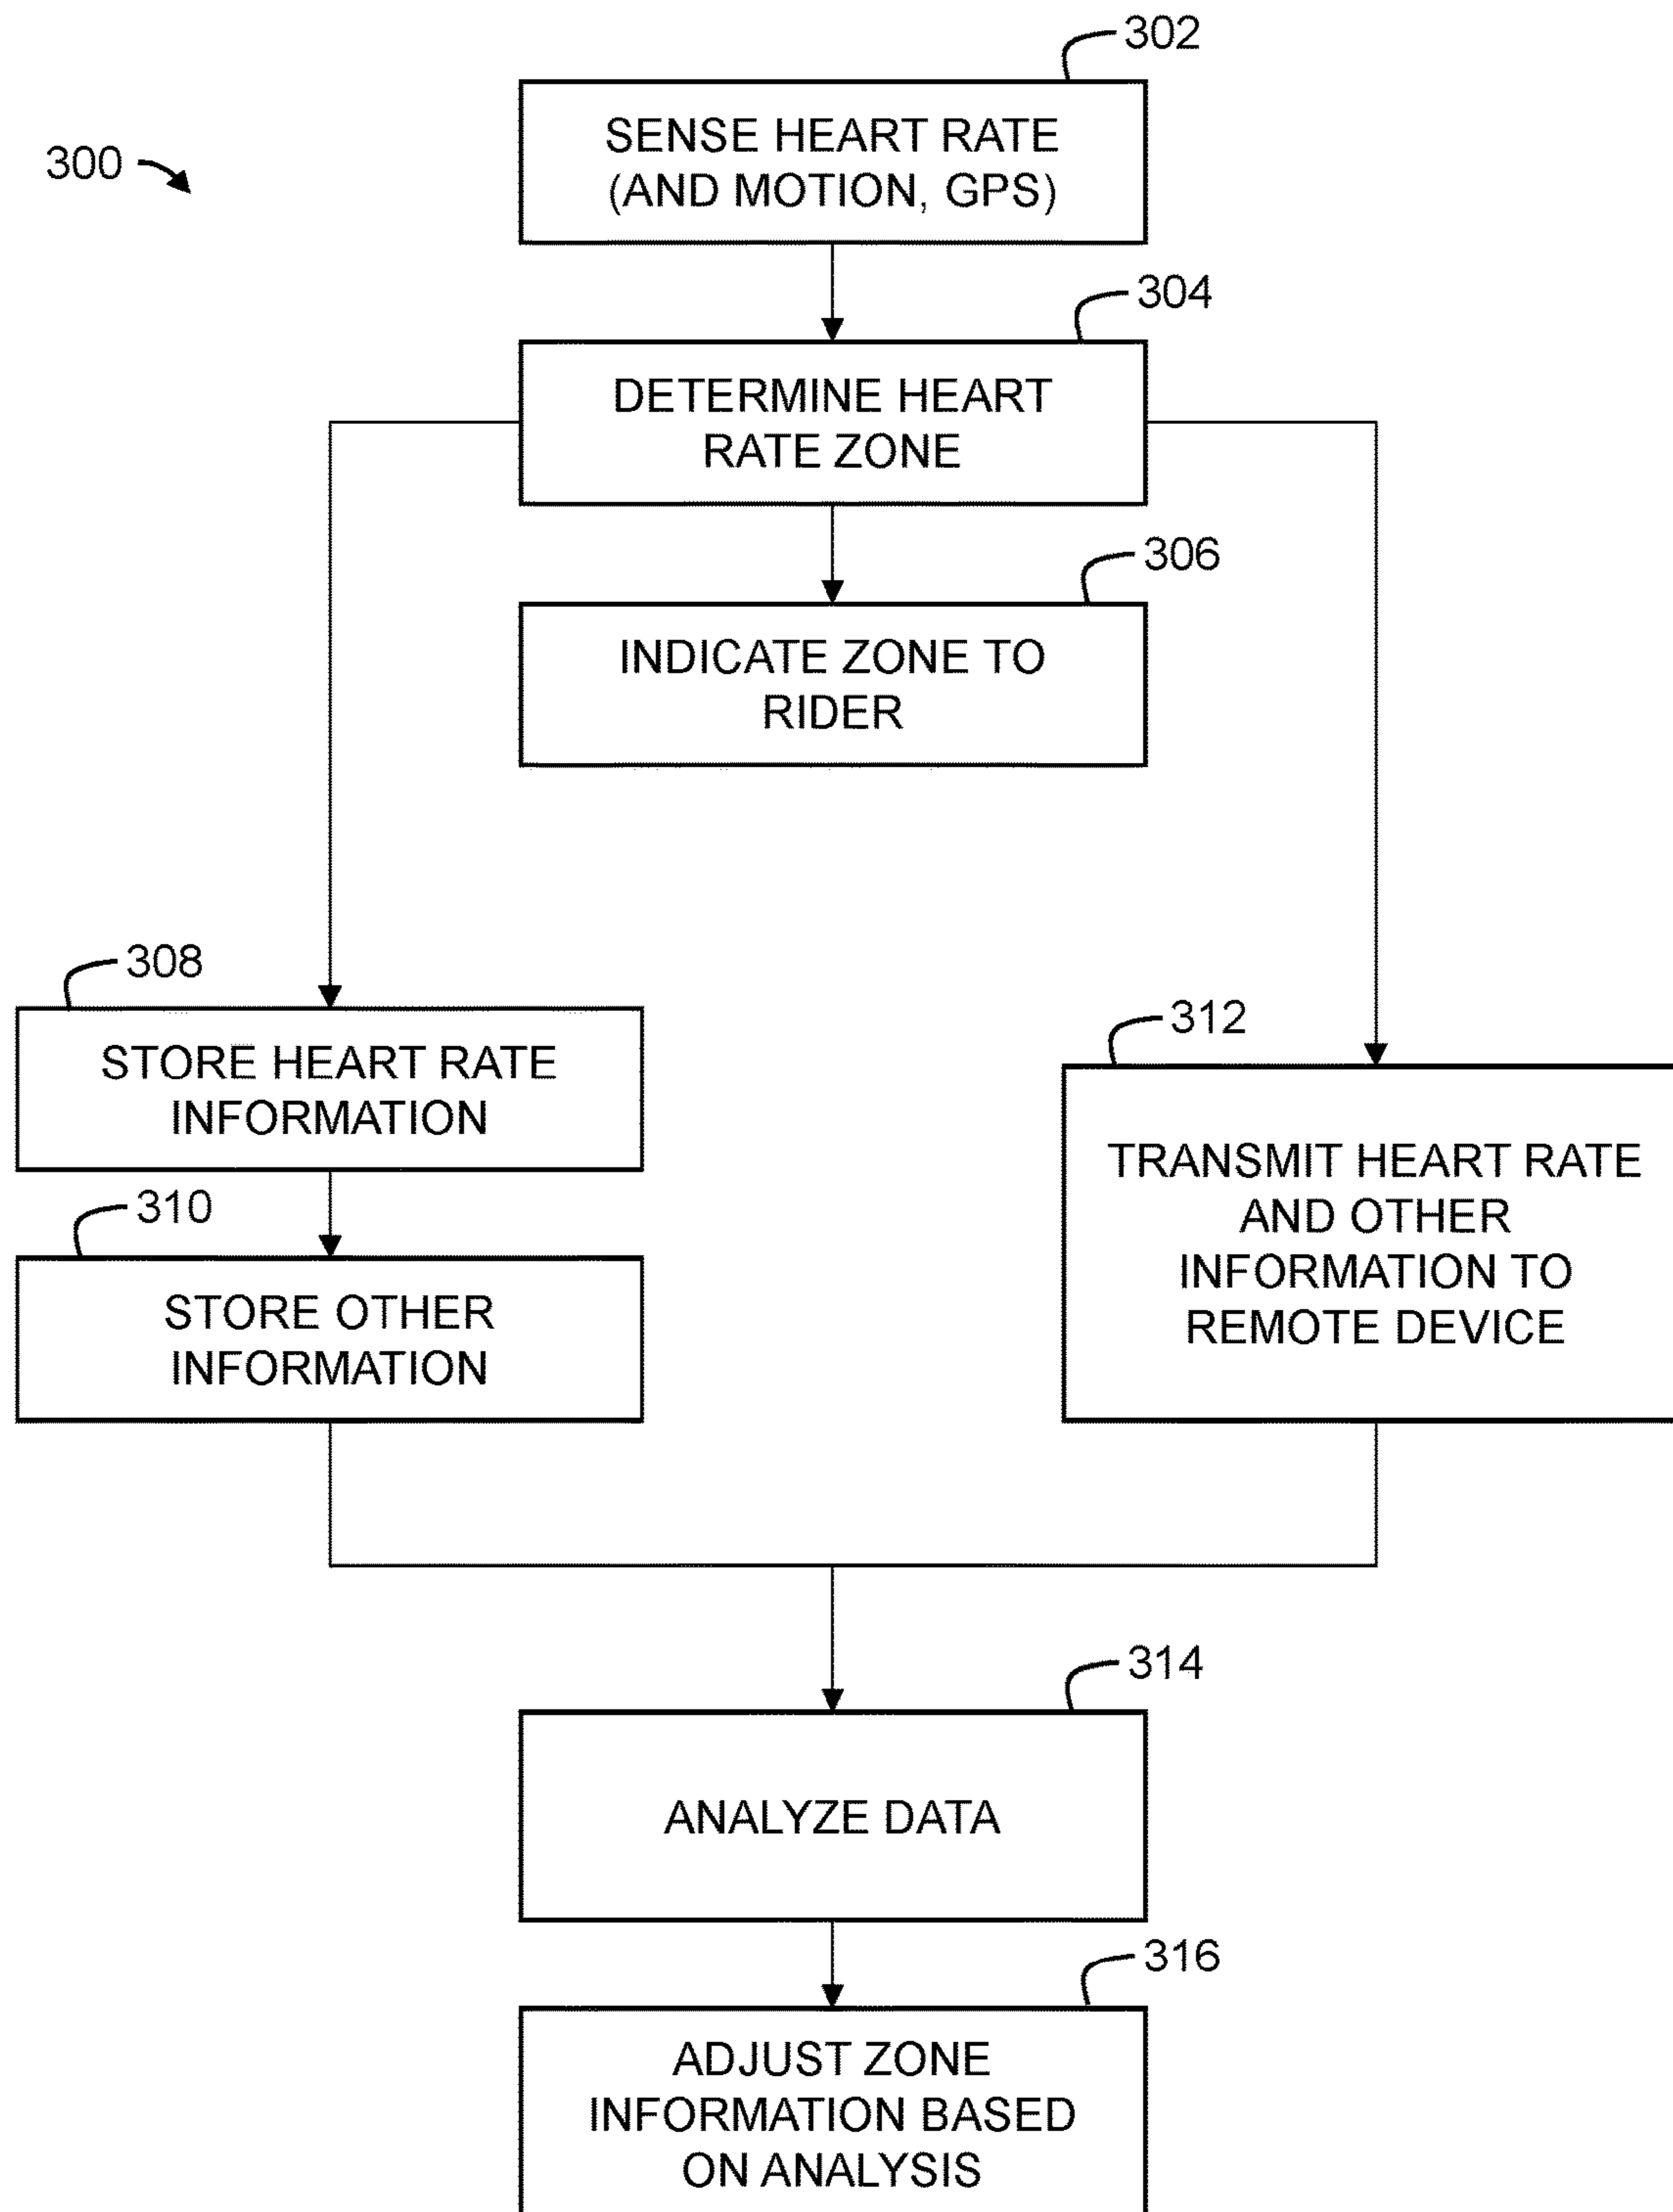 302
SENSE HEART RATE
(AND MOTION, GPS)
300
304
DETERMINE HEART
RATE ZONE
306
INDICATE ZONE TO
RIDER
308
STORE HEART RATE
INFORMATION
310
STORE OTHER
INFORMATION
312
TRANSMIT HEART RATE
AND OTHER
INFORMATION TO
REMOTE DEVICE
314
ANALYZE DATA
316
ADJUST ZONE
INFORMATION BASED
ON ANALYSIS